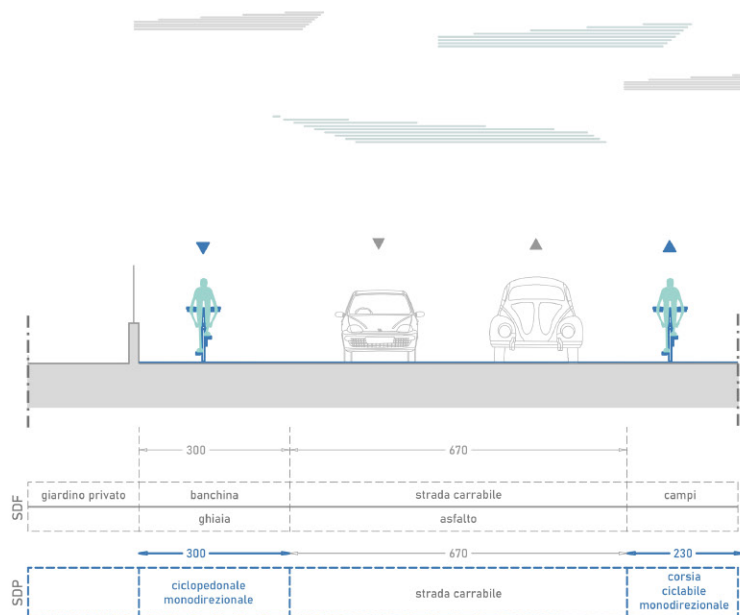 300
670
SDF
giardino privato
banchina
strada carrabile
campi
ghiaia
asfalto
300
670
230
SDP
ciclopedonale
monodirezionale
strada carrabile
corsia
ciclabile
monodirezionale